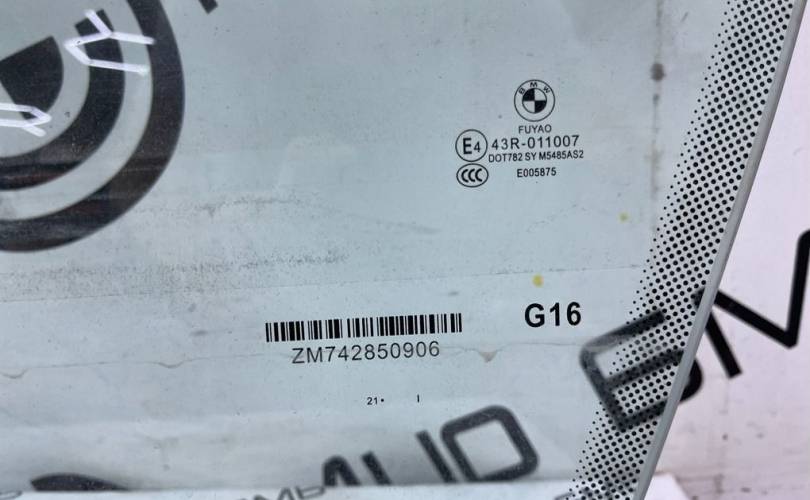 BMW
FUYAO
E4 43R-011007
DOT782 SY M5485AS2
CCC E005875
G16
ZM742850906
21• I